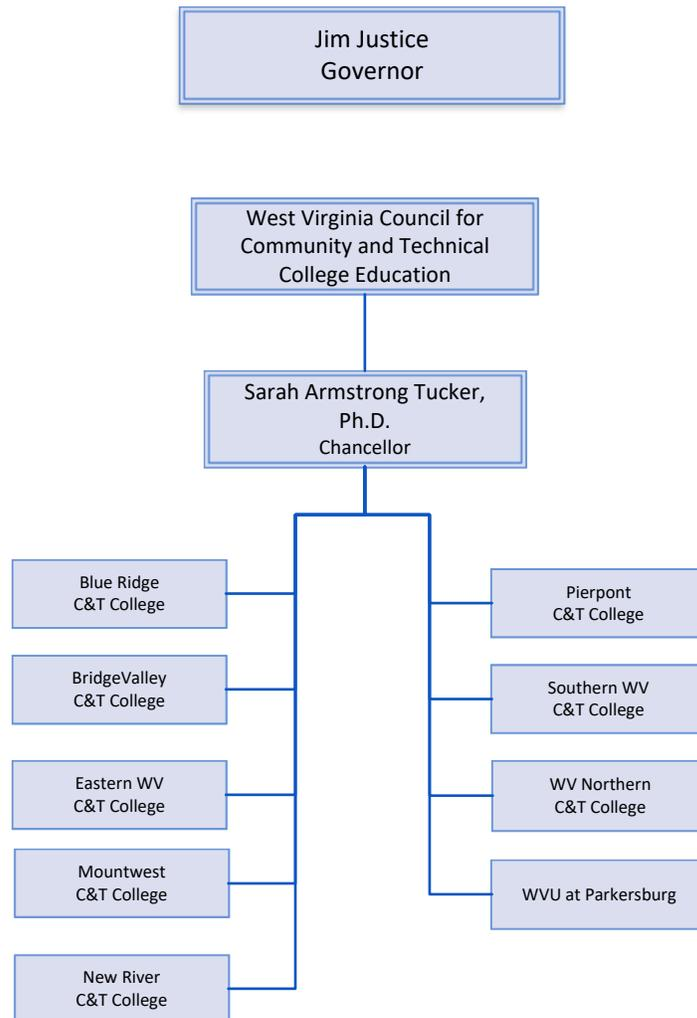 Jim Justice
Governor
West Virginia Council for
Community and Technical
College Education
Sarah Armstrong Tucker,
Ph.D.
Chancellor
Blue Ridge
C&T College
BridgeValley
C&T College
Eastern WV
C&T College
Mountwest
C&T College
New River
C&T College
Pierpont
C&T College
Southern WV
C&T College
WV Northern
C&T College
WVU at Parkersburg